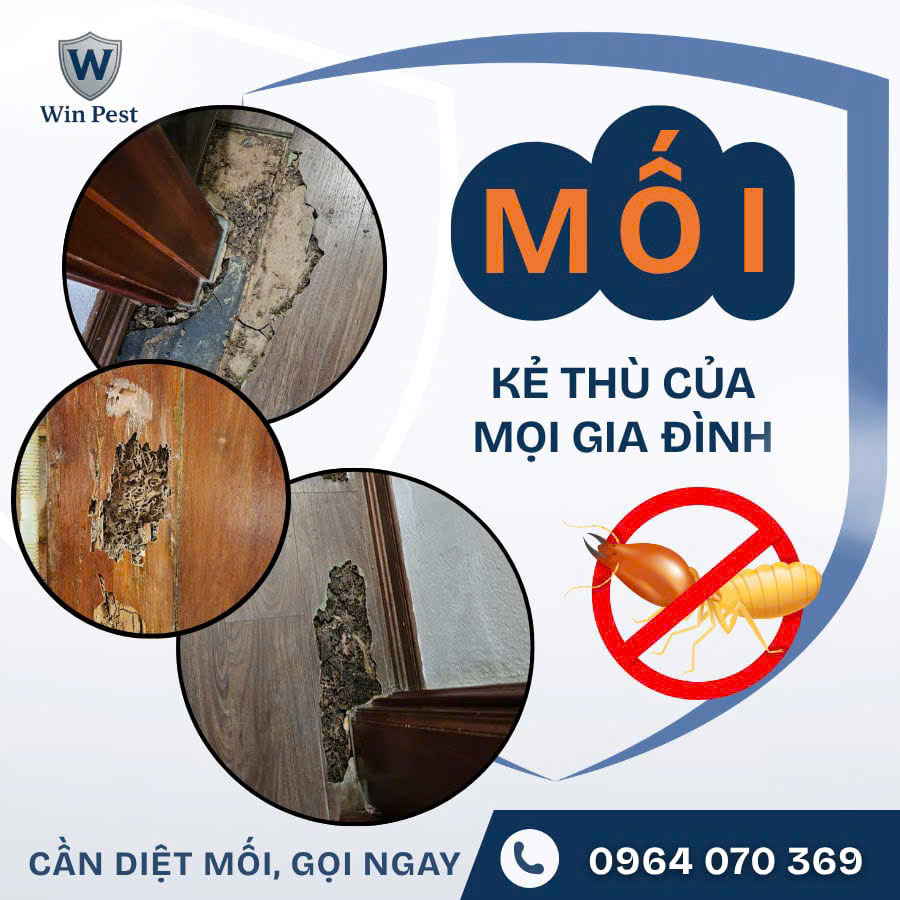 W
Win Pest
MỐI
KẺ THÙ CỦA
MỌI GIA ĐÌNH
CẦN DIỆT MỐI, GỌI NGAY
0964 070 369